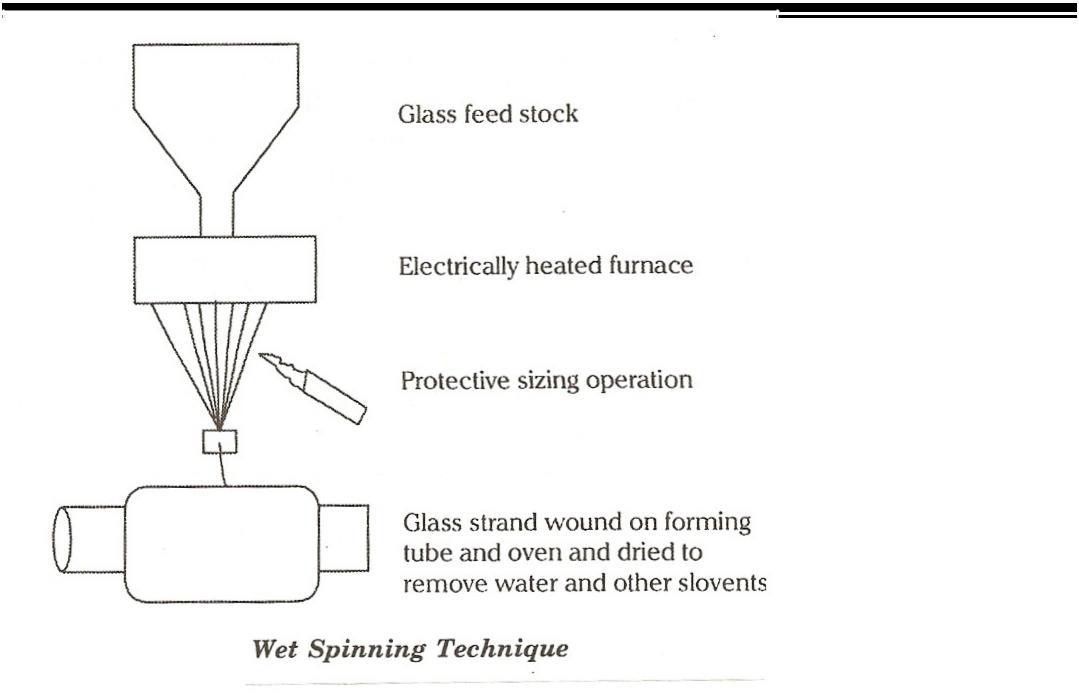 Glass feed stock
Electrically heated furnace
Protective sizing operation
Glass strand wound on forming
tube and oven and dried to
remove water and other slovents
Wet Spinning Technique